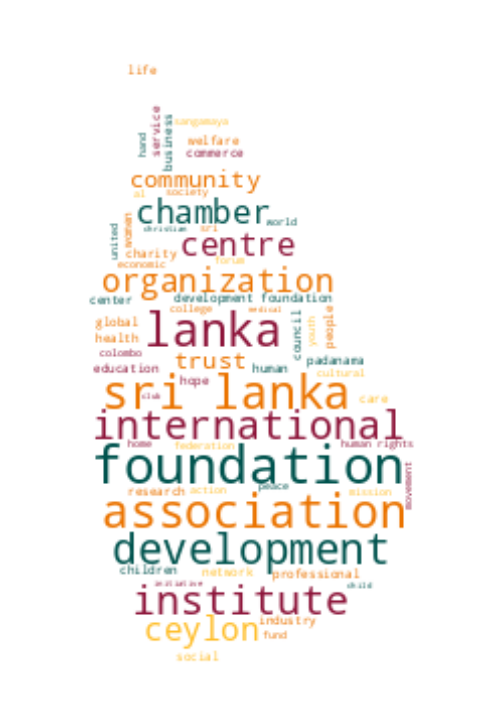 life
service
business
hand
sangamaya
welfare
commerce
community
al society
chamber
world
christian sri
united
women
centre
charity
forum
economic
organization
center development foundation
college medical
global
lanka
council
youth
people
health
colombo
trust
padanama
education
human
cultural
hope
sri lanka
club
care
international
home federation human rights
foundation
movement
research action peace mission
association
development
children network professional
initiative child
institute
ceylon
industry
fund
social